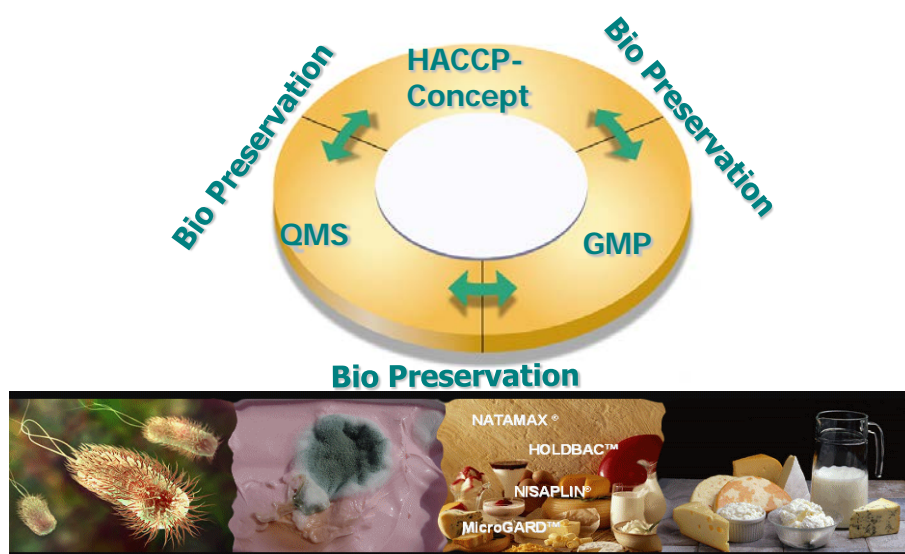 Bio Preservation
HACCP-
Concept
Bio Preservation
QMS
GMP
Bio Preservation
NATAMAX ®
HOLDBAC™
NISAPLIN®
MicroGARD™